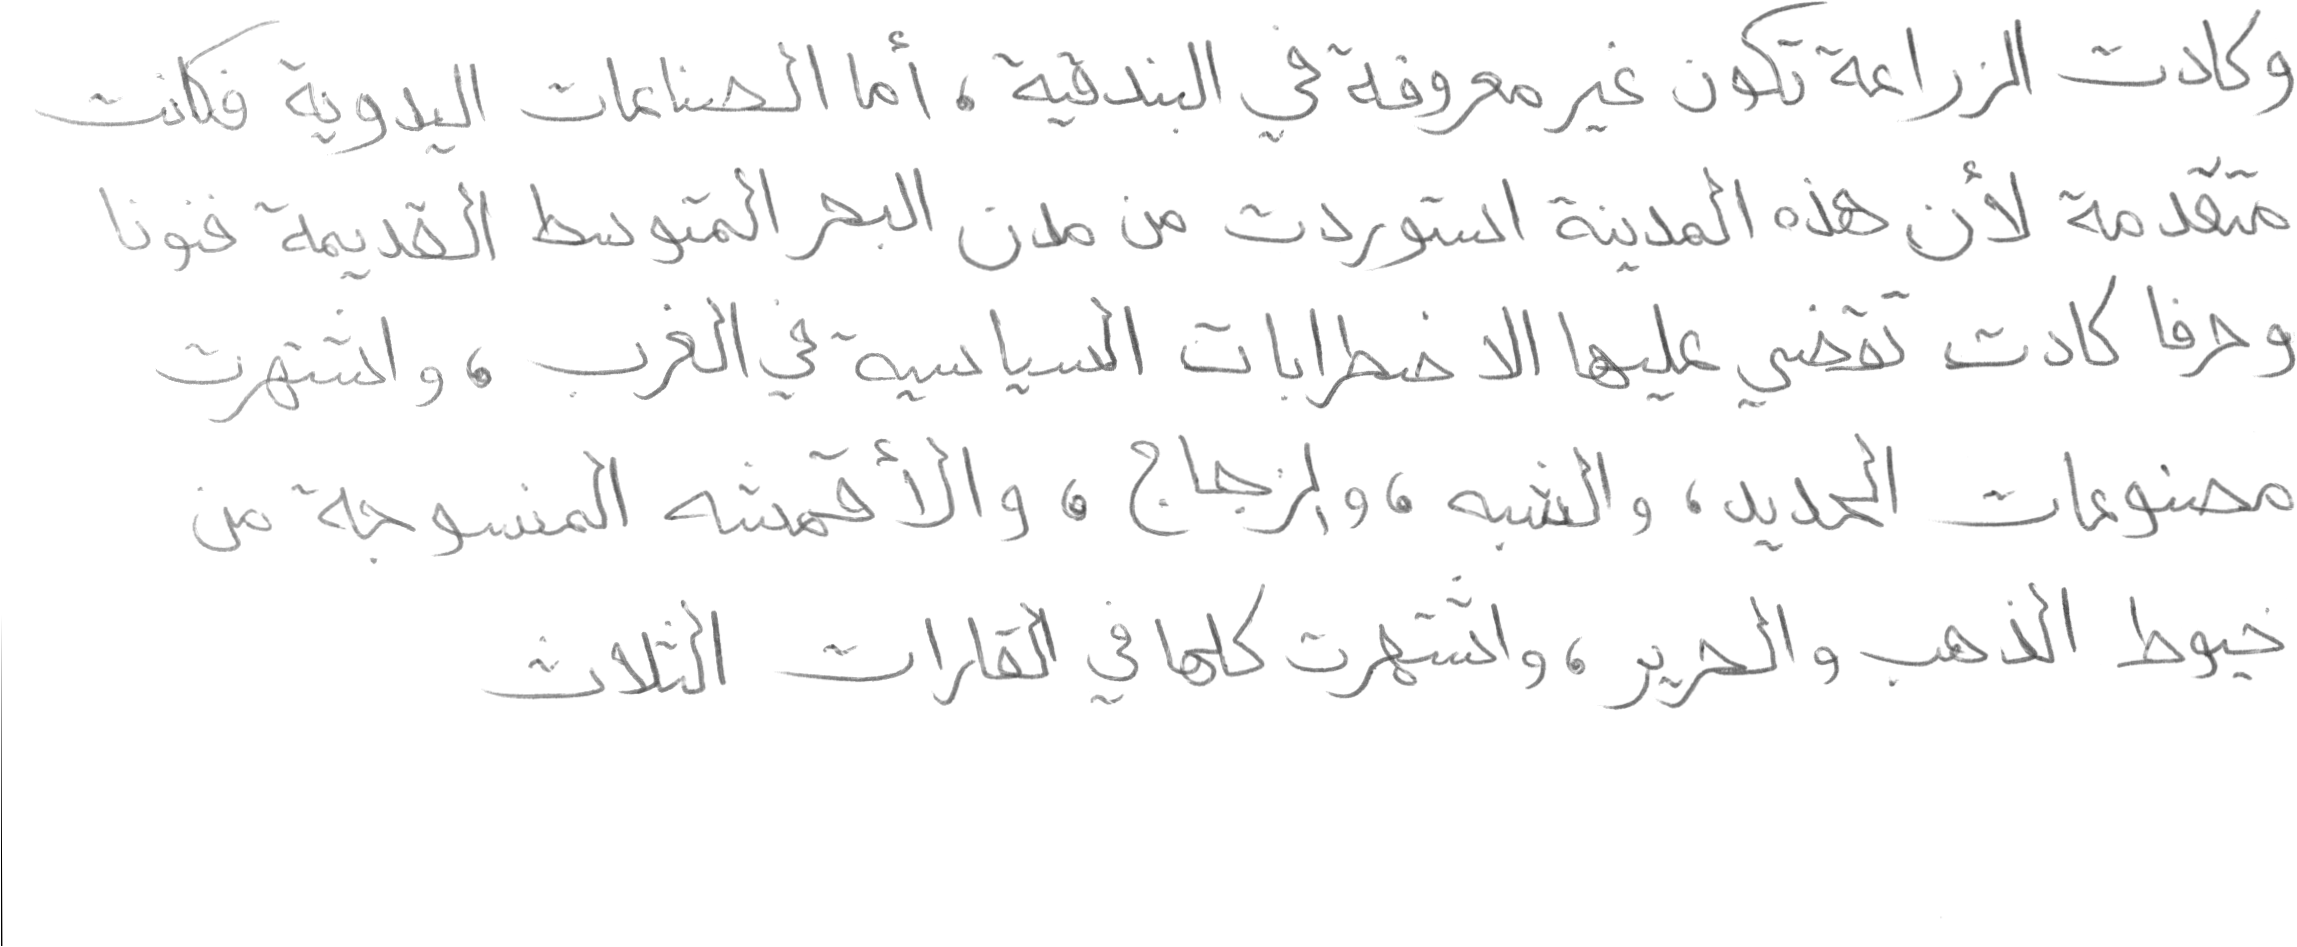 وكادت الزراعة تكون غير معروفة في البندقية ، أما الصناعات اليدوية فكانت
متقدمة لأن هذه المدينة استوردت من مدن البحر المتوسط القديمة فنونا
وحرفا كادت تقضي عليها الاضطرابات السياسية في الغرب ، واشتهرت
مصنوعات الحديد ، والشبه ، والزجاج ، والأقمشه المنسوجة من
خيوط الذهب والحرير ، واشتهرت كلها في القارات الثلاث